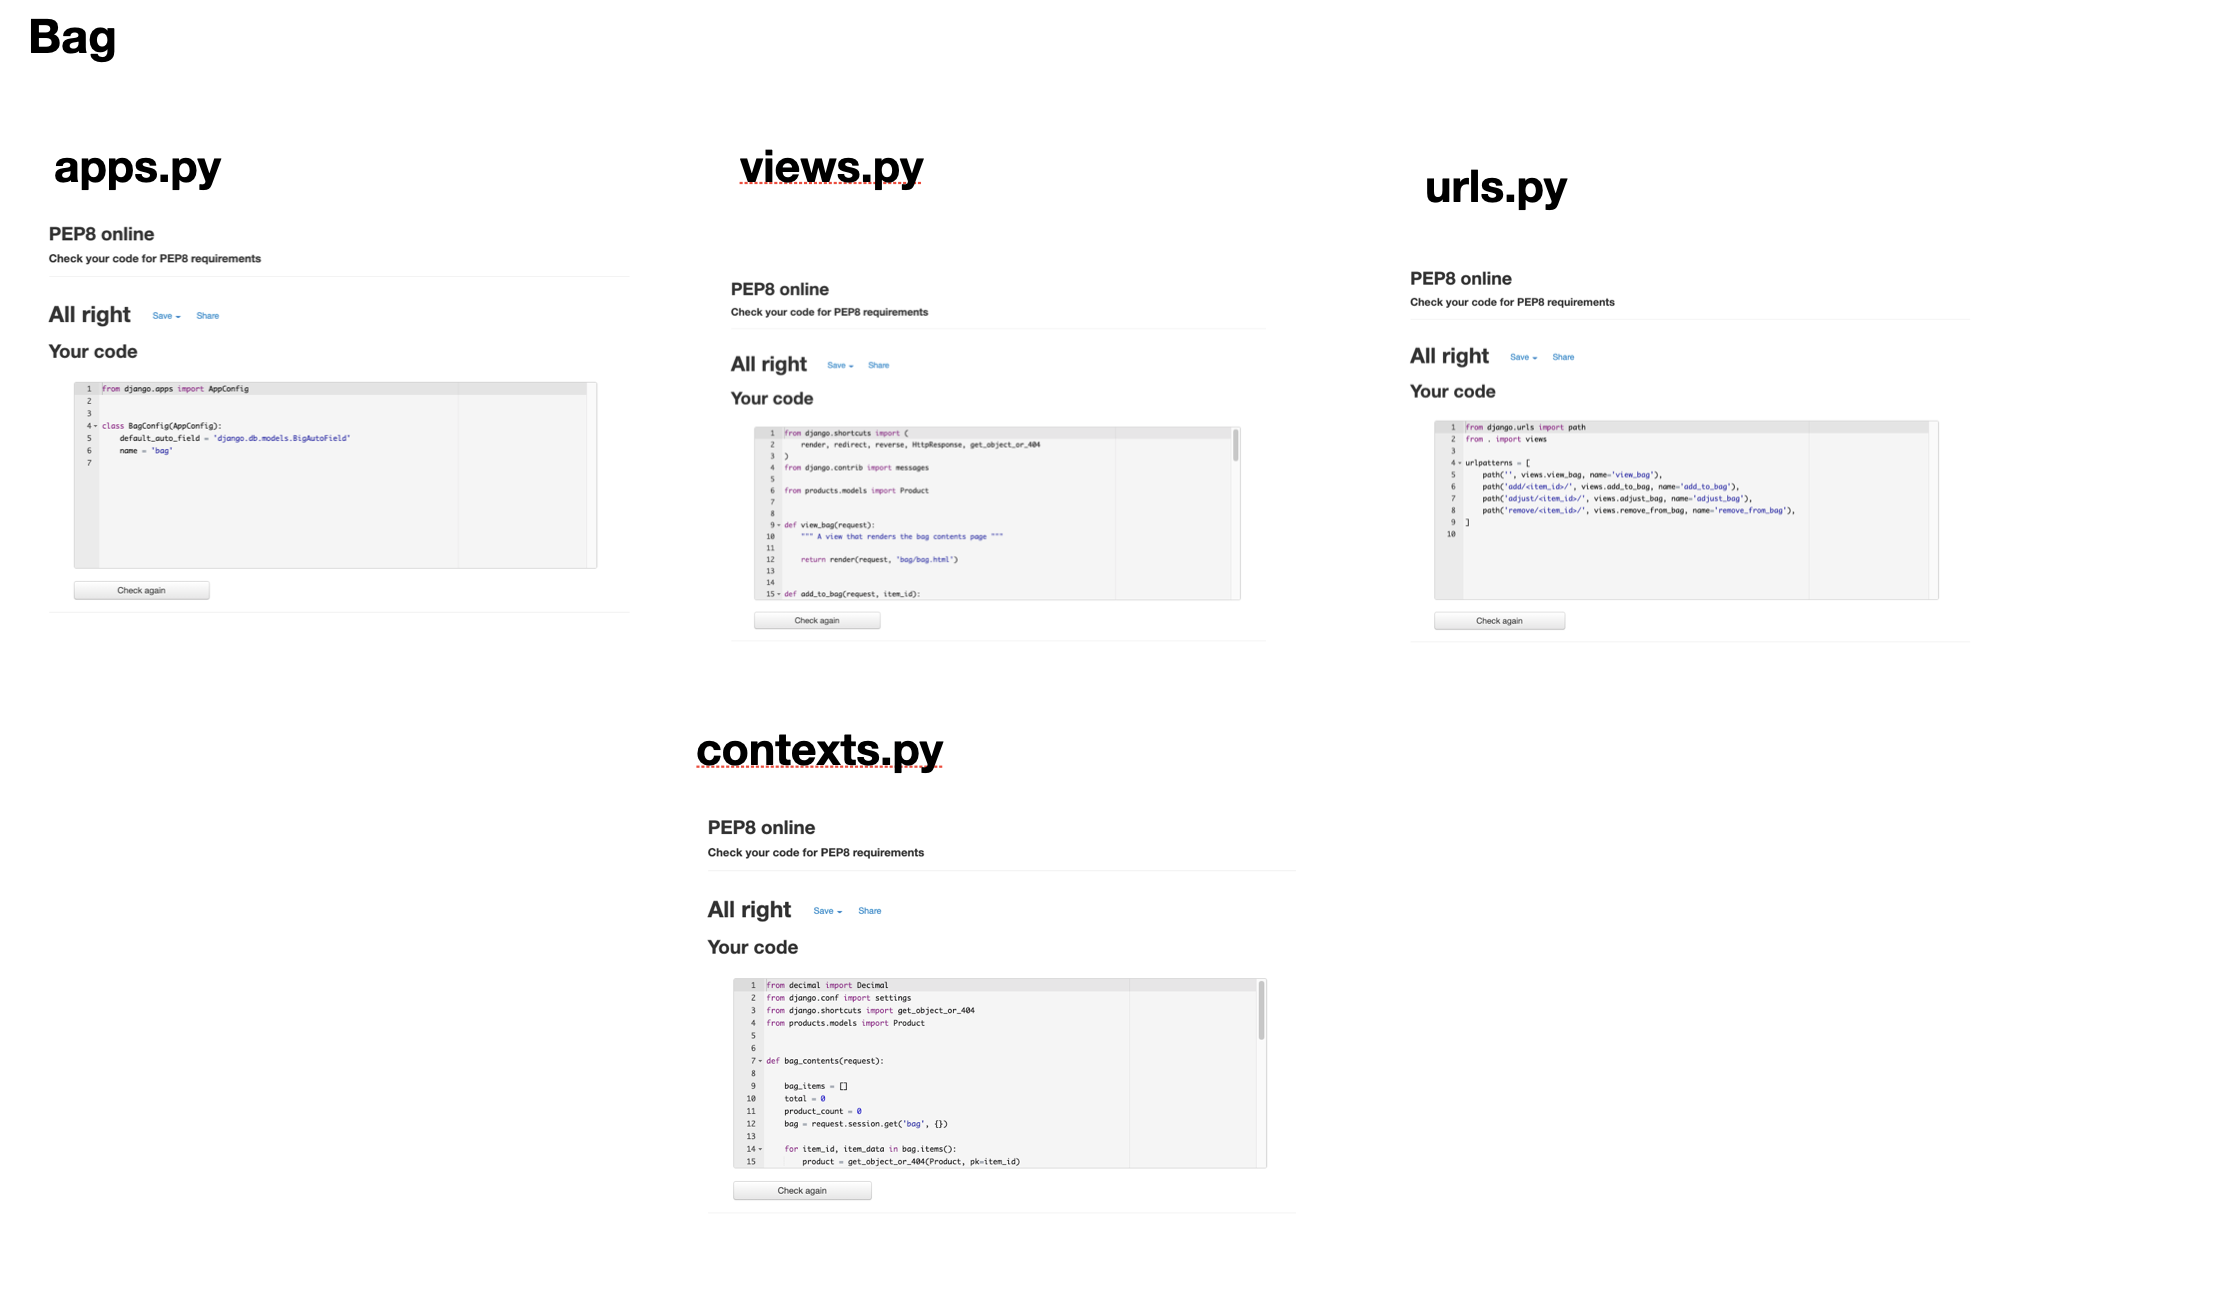 Bag
apps.py
PEP8 online
Check your code for PEP8 requirements
All right Save Share
Your code
1 from django.apps import AppConfig
2
3
4 class BagConfig(AppConfig):
5 default_auto_field = 'django.db.models.BigAutoField'
6 name = 'bag'
7
Check again
views.py
PEP8 online
Check your code for PEP8 requirements
All right Save Share
Your code
1 from django.shortcuts import (
2 render, redirect, reverse, HttpResponse, get_object_or_404
3 )
4 from django.contrib import messages
5
6 from products.models import Product
7
8
9 def view_bag(request):
10 """ A view that renders the bag contents page """
11
12 return render(request, 'bag/bag.html')
13
14
15 def add_to_bag(request, item_id):
Check again
urls.py
PEP8 online
Check your code for PEP8 requirements
All right Save Share
Your code
1 from django.urls import path
2 from . import views
3
4 urlpatterns = [
5 path('', views.view_bag, name='view_bag'),
6 path('add/<item_id>/', views.add_to_bag, name='add_to_bag'),
7 path('adjust/<item_id>/', views.adjust_bag, name='adjust_bag'),
8 path('remove/<item_id>/', views.remove_from_bag, name='remove_from_bag'),
9 ]
10
Check again
contexts.py
PEP8 online
Check your code for PEP8 requirements
All right Save Share
Your code
1 from decimal import Decimal
2 from django.conf import settings
3 from django.shortcuts import get_object_or_404
4 from products.models import Product
5
6
7 def bag_contents(request):
8
9 bag_items = []
10 total = 0
11 product_count = 0
12 bag = request.session.get('bag', {})
13
14 for item_id, item_data in bag.items():
15 product = get_object_or_404(Product, pk=item_id)
Check again